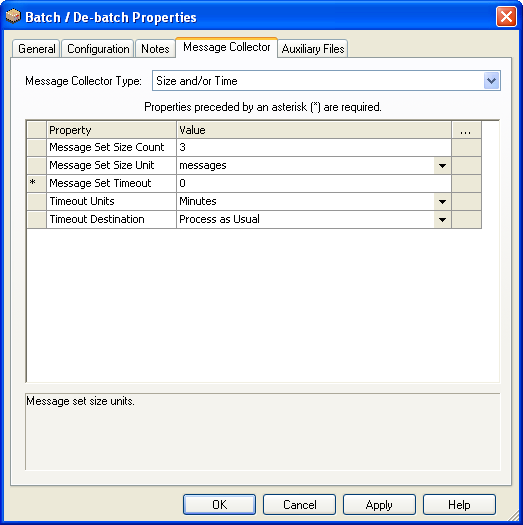 Batch / De-batch Properties
General Configuration Notes Message Collector Auxiliary Files
Message Collector Type: Size and/or Time
Properties preceded by an asterisk (*) are required.
Property Value ...
Message Set Size Count 3
Message Set Size Unit messages
* Message Set Timeout 0
Timeout Units Minutes
Timeout Destination Process as Usual
Message set size units.
OK Cancel Apply Help